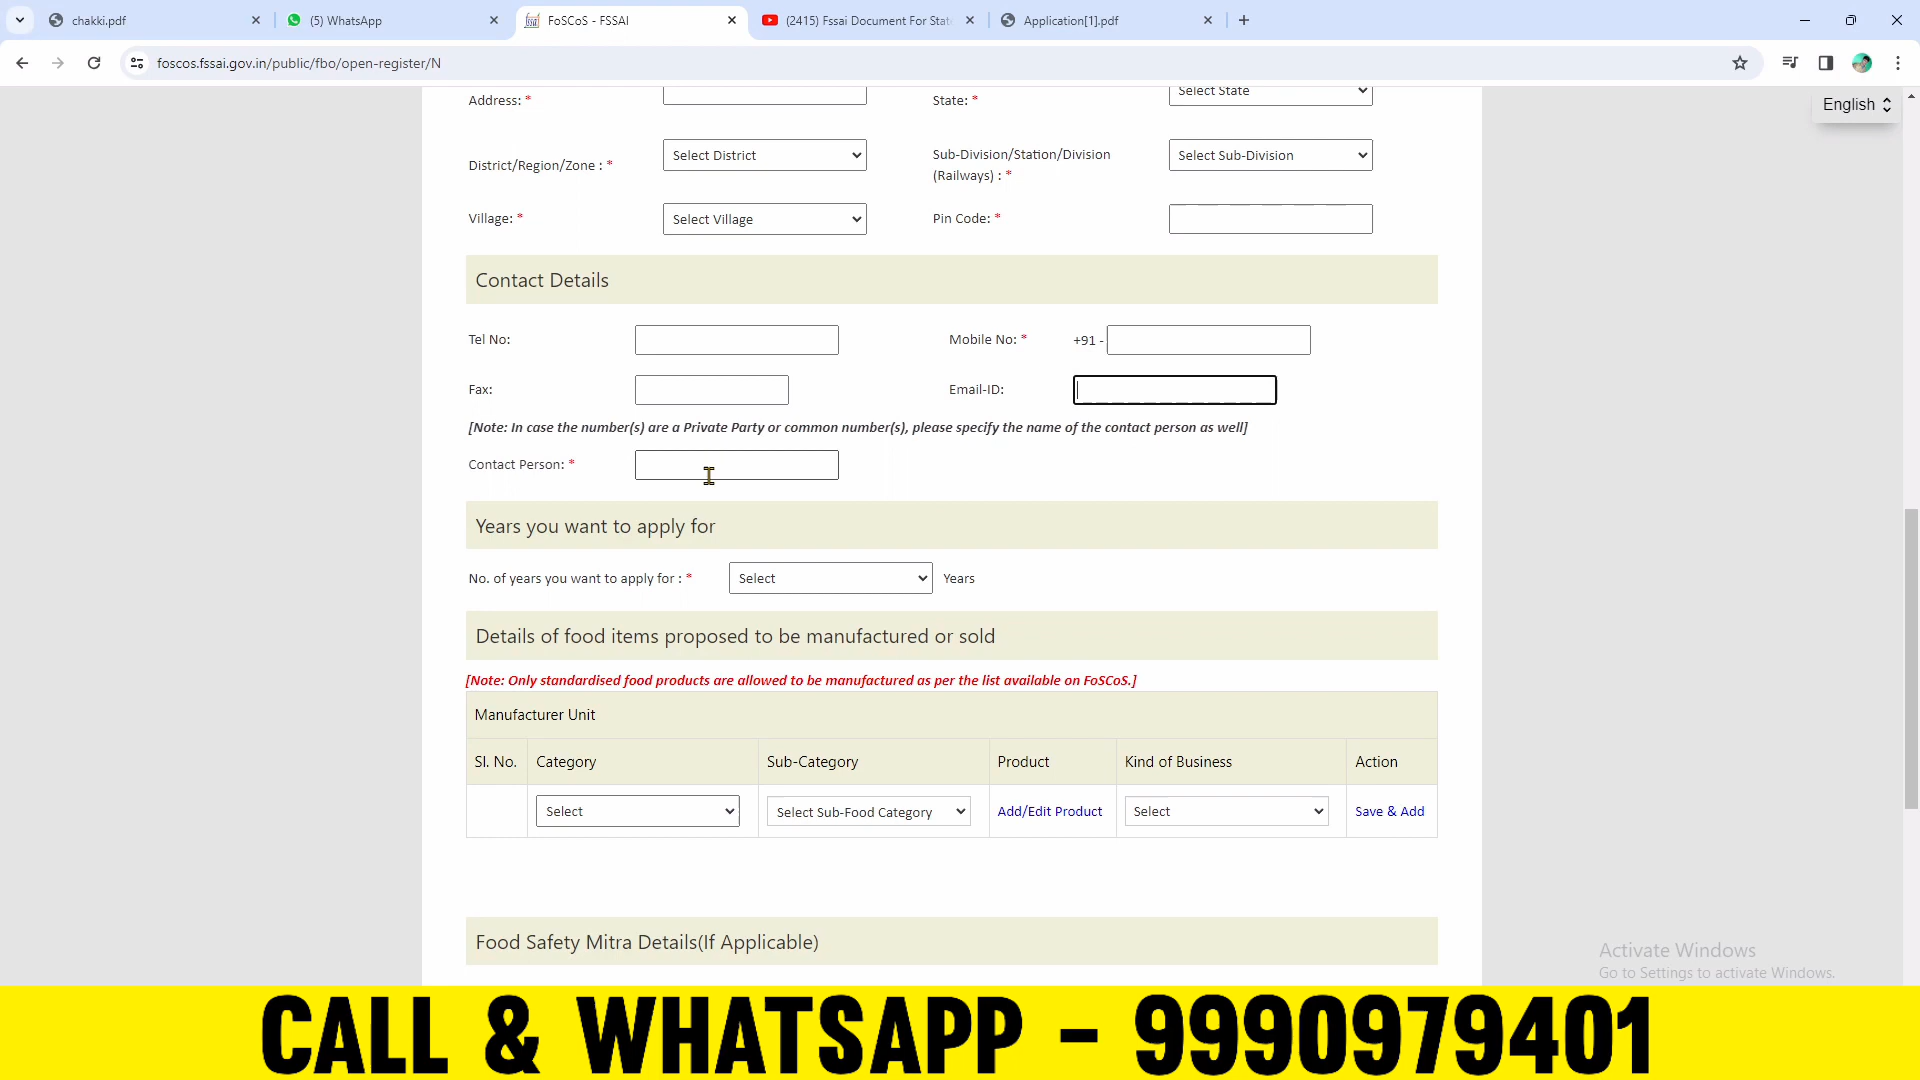 chakki.pdf
(5) WhatsApp
FoSCoS - FSSAI
(2415) Fssai Document For Stat
Application[1].pdf
foscos.fssai.gov.in/public/fbo/open-register/N
English
Address: *
State: *
Select State
District/Region/Zone : *
Select District
Sub-Division/Station/Division
(Railways) : *
Select Sub-Division
Village: *
Select Village
Pin Code: *
Contact Details
Tel No:
Mobile No: *
+91 -
Fax:
Email-ID:
[Note: In case the number(s) are a Private Party or common number(s), please specify the name of the contact person as well]
Contact Person: *
Years you want to apply for
No. of years you want to apply for : *
Select
Years
Details of food items proposed to be manufactured or sold
[Note: Only standardised food products are allowed to be manufactured as per the list available on FoSCoS.]
Manufacturer Unit
Sl. No.
Category
Sub-Category
Product
Kind of Business
Action
Select
Select Sub-Food Category
Add/Edit Product
Select
Save & Add
Food Safety Mitra Details(If Applicable)
Activate Windows
Go to Settings to activate Windows.
CALL & WHATSAPP - 9990979401